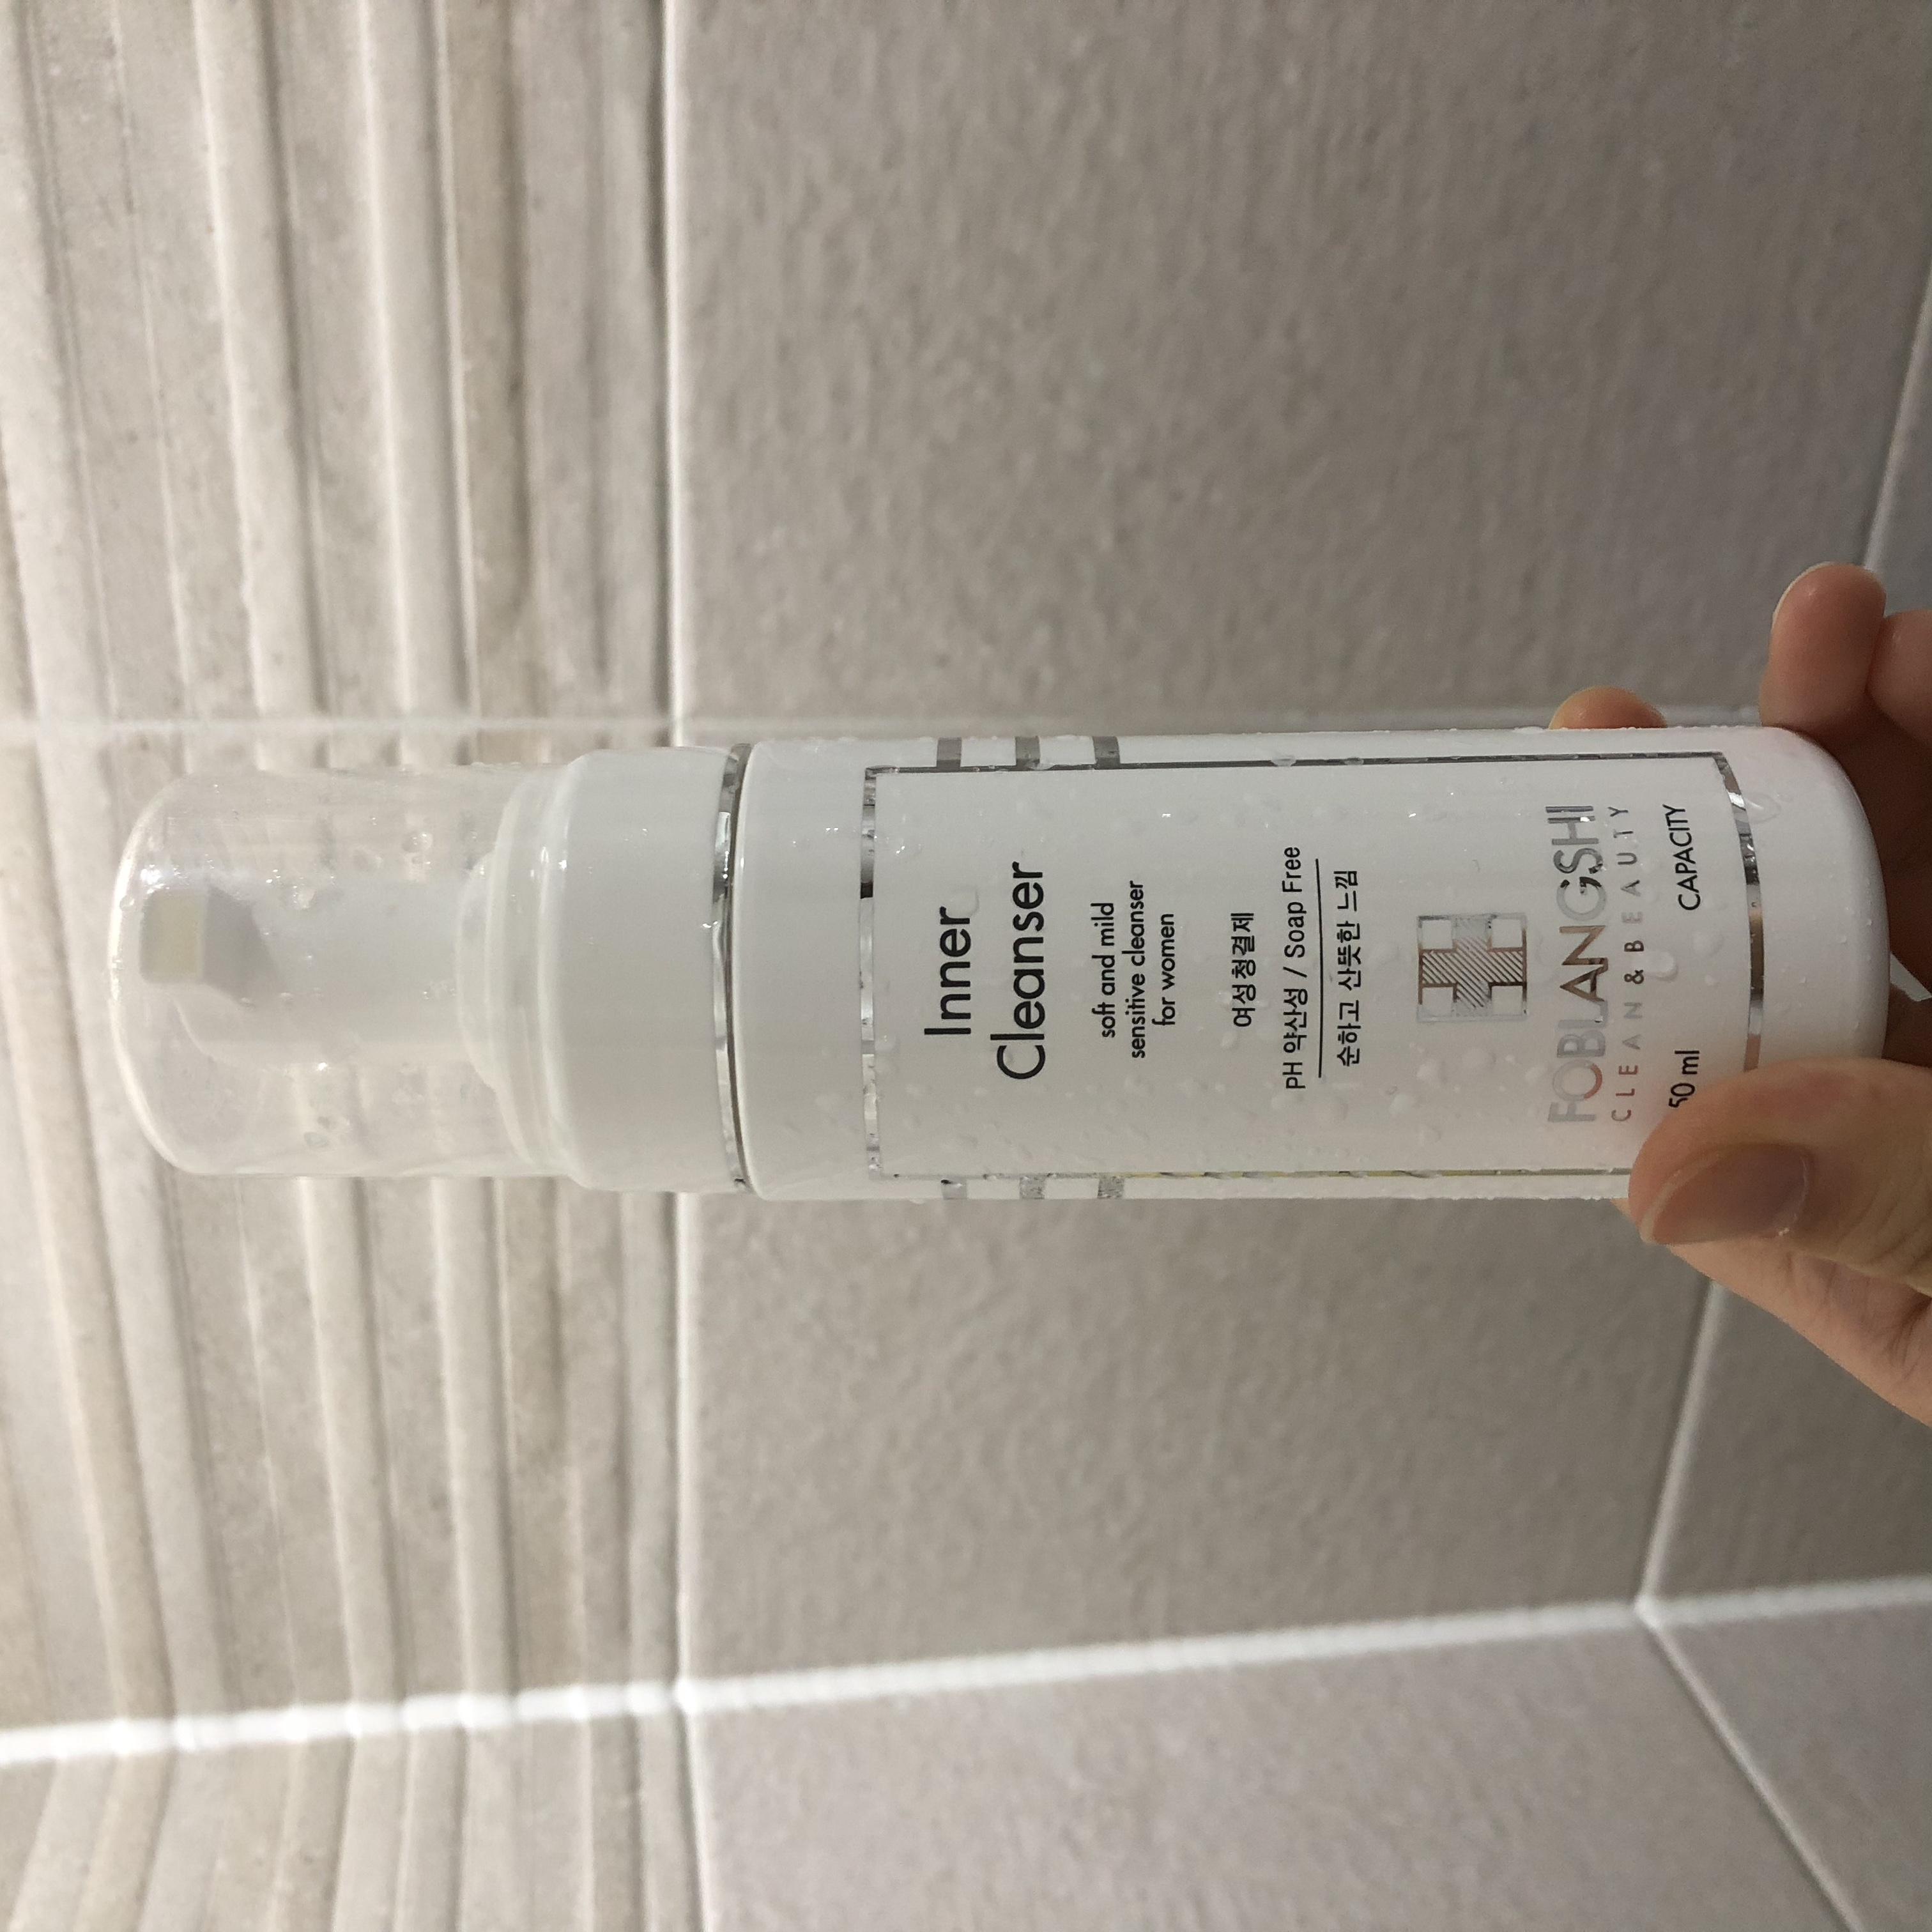 Inner
Cleanser
soft and mild
sensitive cleanser
for women
여성청결제
PH 약산성 / Soap Free
순하고 산뜻한 느낌
FOBLANGSHI
CLEAN & BEAUTY
CAPACITY